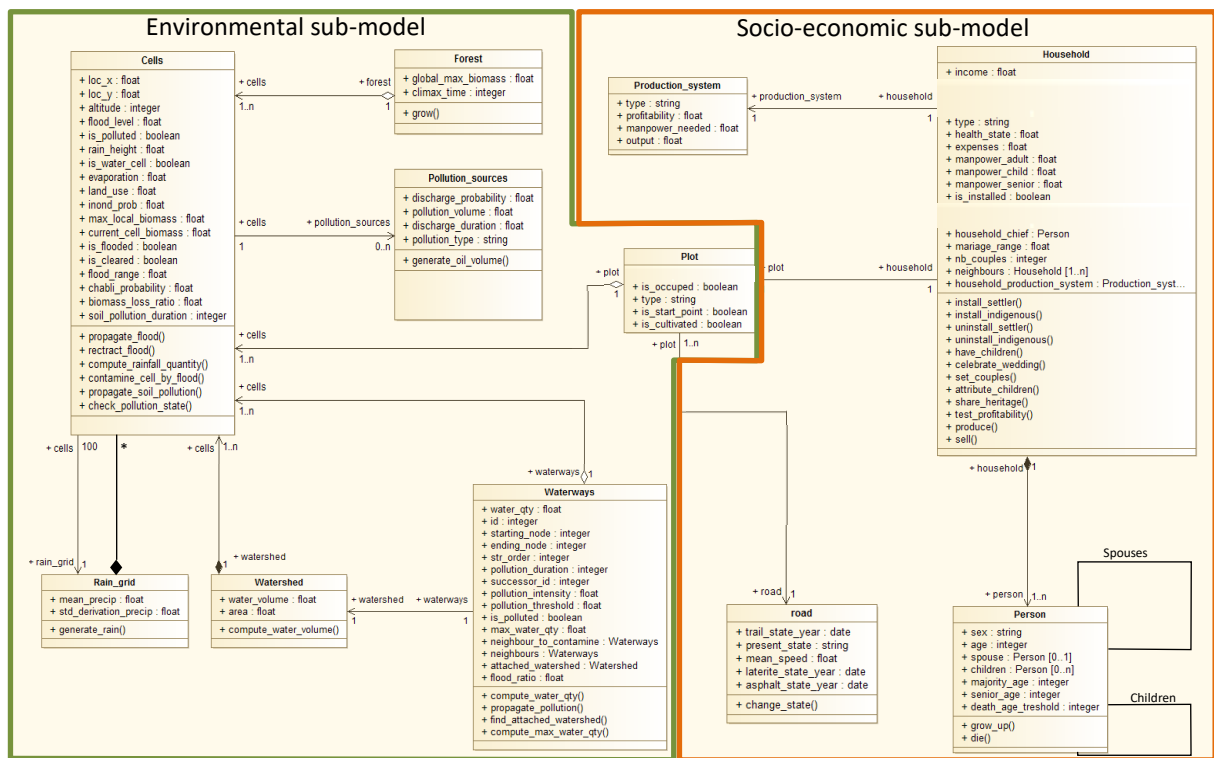 Environmental sub-model
Socio-economic sub-model
Cells
+ loc_x : float
+ loc_y : float
+ altitude : integer
+ flood_level : float
+ is_polluted : boolean
+ rain_height : float
+ is_water_cell : boolean
+ evaporation : float
+ land_use : float
+ inond_prob : float
+ max_local_biomass : float
+ current_cell_biomass : float
+ is_flooded : boolean
+ is_cleared : boolean
+ flood_range : float
+ chabli_probability : float
+ biomass_loss_ratio : float
+ soil_pollution_duration : integer
+ propagate_flood()
+ rectract_flood()
+ compute_rainfall_quantity()
+ contamine_cell_by_flood()
+ propagate_soil_pollution()
+ check_pollution_state()
+ cells
1..n
+ forest
1
Forest
+ global_max_biomass : float
+ climax_time : integer
+ grow()
+ cells
1
+ pollution_sources
0..n
Pollution_sources
+ discharge_probability : float
+ pollution_volume : float
+ discharge_duration : float
+ pollution_type : string
+ generate_oil_volume()
+ cells
1..n
+ plot
1
+ cells
1..n
+ waterways
1
Plot
+ is_occuped : boolean
+ type : string
+ is_start_point : boolean
+ is_cultivated : boolean
+ plot
1..n
+ plot
+ household
1
Production_system
+ type : string
+ profitability : float
+ manpower_needed : float
+ output : float
+ production_system
1
+ household
1
Household
+ income : float
+ type : string
+ health_state : float
+ expenses : float
+ manpower_adult : float
+ manpower_child : float
+ manpower_senior : float
+ is_installed : boolean
+ household_chief : Person
+ mariage_range : float
+ nb_couples : integer
+ neighbours : Household [1..n]
+ household_production_system : Production_syst...
+ install_settler()
+ install_indigenous()
+ uninstall_settler()
+ uninstall_indigenous()
+ have_children()
+ celebrate_wedding()
+ set_couples()
+ attribute_children()
+ share_heritage()
+ test_profitability()
+ produce()
+ sell()
+ household
1
+ cells
100
*
+ cells
1..n
+ rain_grid
1
+ watershed
1
Rain_grid
+ mean_precip : float
+ std_derivation_precip : float
+ generate_rain()
Watershed
+ water_volume : float
+ area : float
+ compute_water_volume()
+ watershed
1
+ waterways
1
Waterways
+ water_qty : float
+ id : integer
+ starting_node : integer
+ ending_node : integer
+ str_order : integer
+ pollution_duration : integer
+ successor_id : integer
+ pollution_intensity : float
+ pollution_threshold : float
+ is_polluted : boolean
+ max_water_qty : float
+ neighbour_to_contamine : Waterways
+ neighbours : Waterways
+ attached_watershed : Watershed
+ flood_ratio : float
+ compute_water_qty()
+ propagate_pollution()
+ find_attached_watershed()
+ compute_max_water_qty()
+ road
1
road
+ trail_state_year : date
+ present_state : string
+ mean_speed : float
+ laterite_state_year : date
+ asphalt_state_year : date
+ change_state()
+ person
1..n
Person
+ sex : string
+ age : integer
+ spouse : Person [0..1]
+ children : Person [0..n]
+ majority_age : integer
+ senior_age : integer
+ death_age_treshold : integer
+ grow_up()
+ die()
Spouses
Children